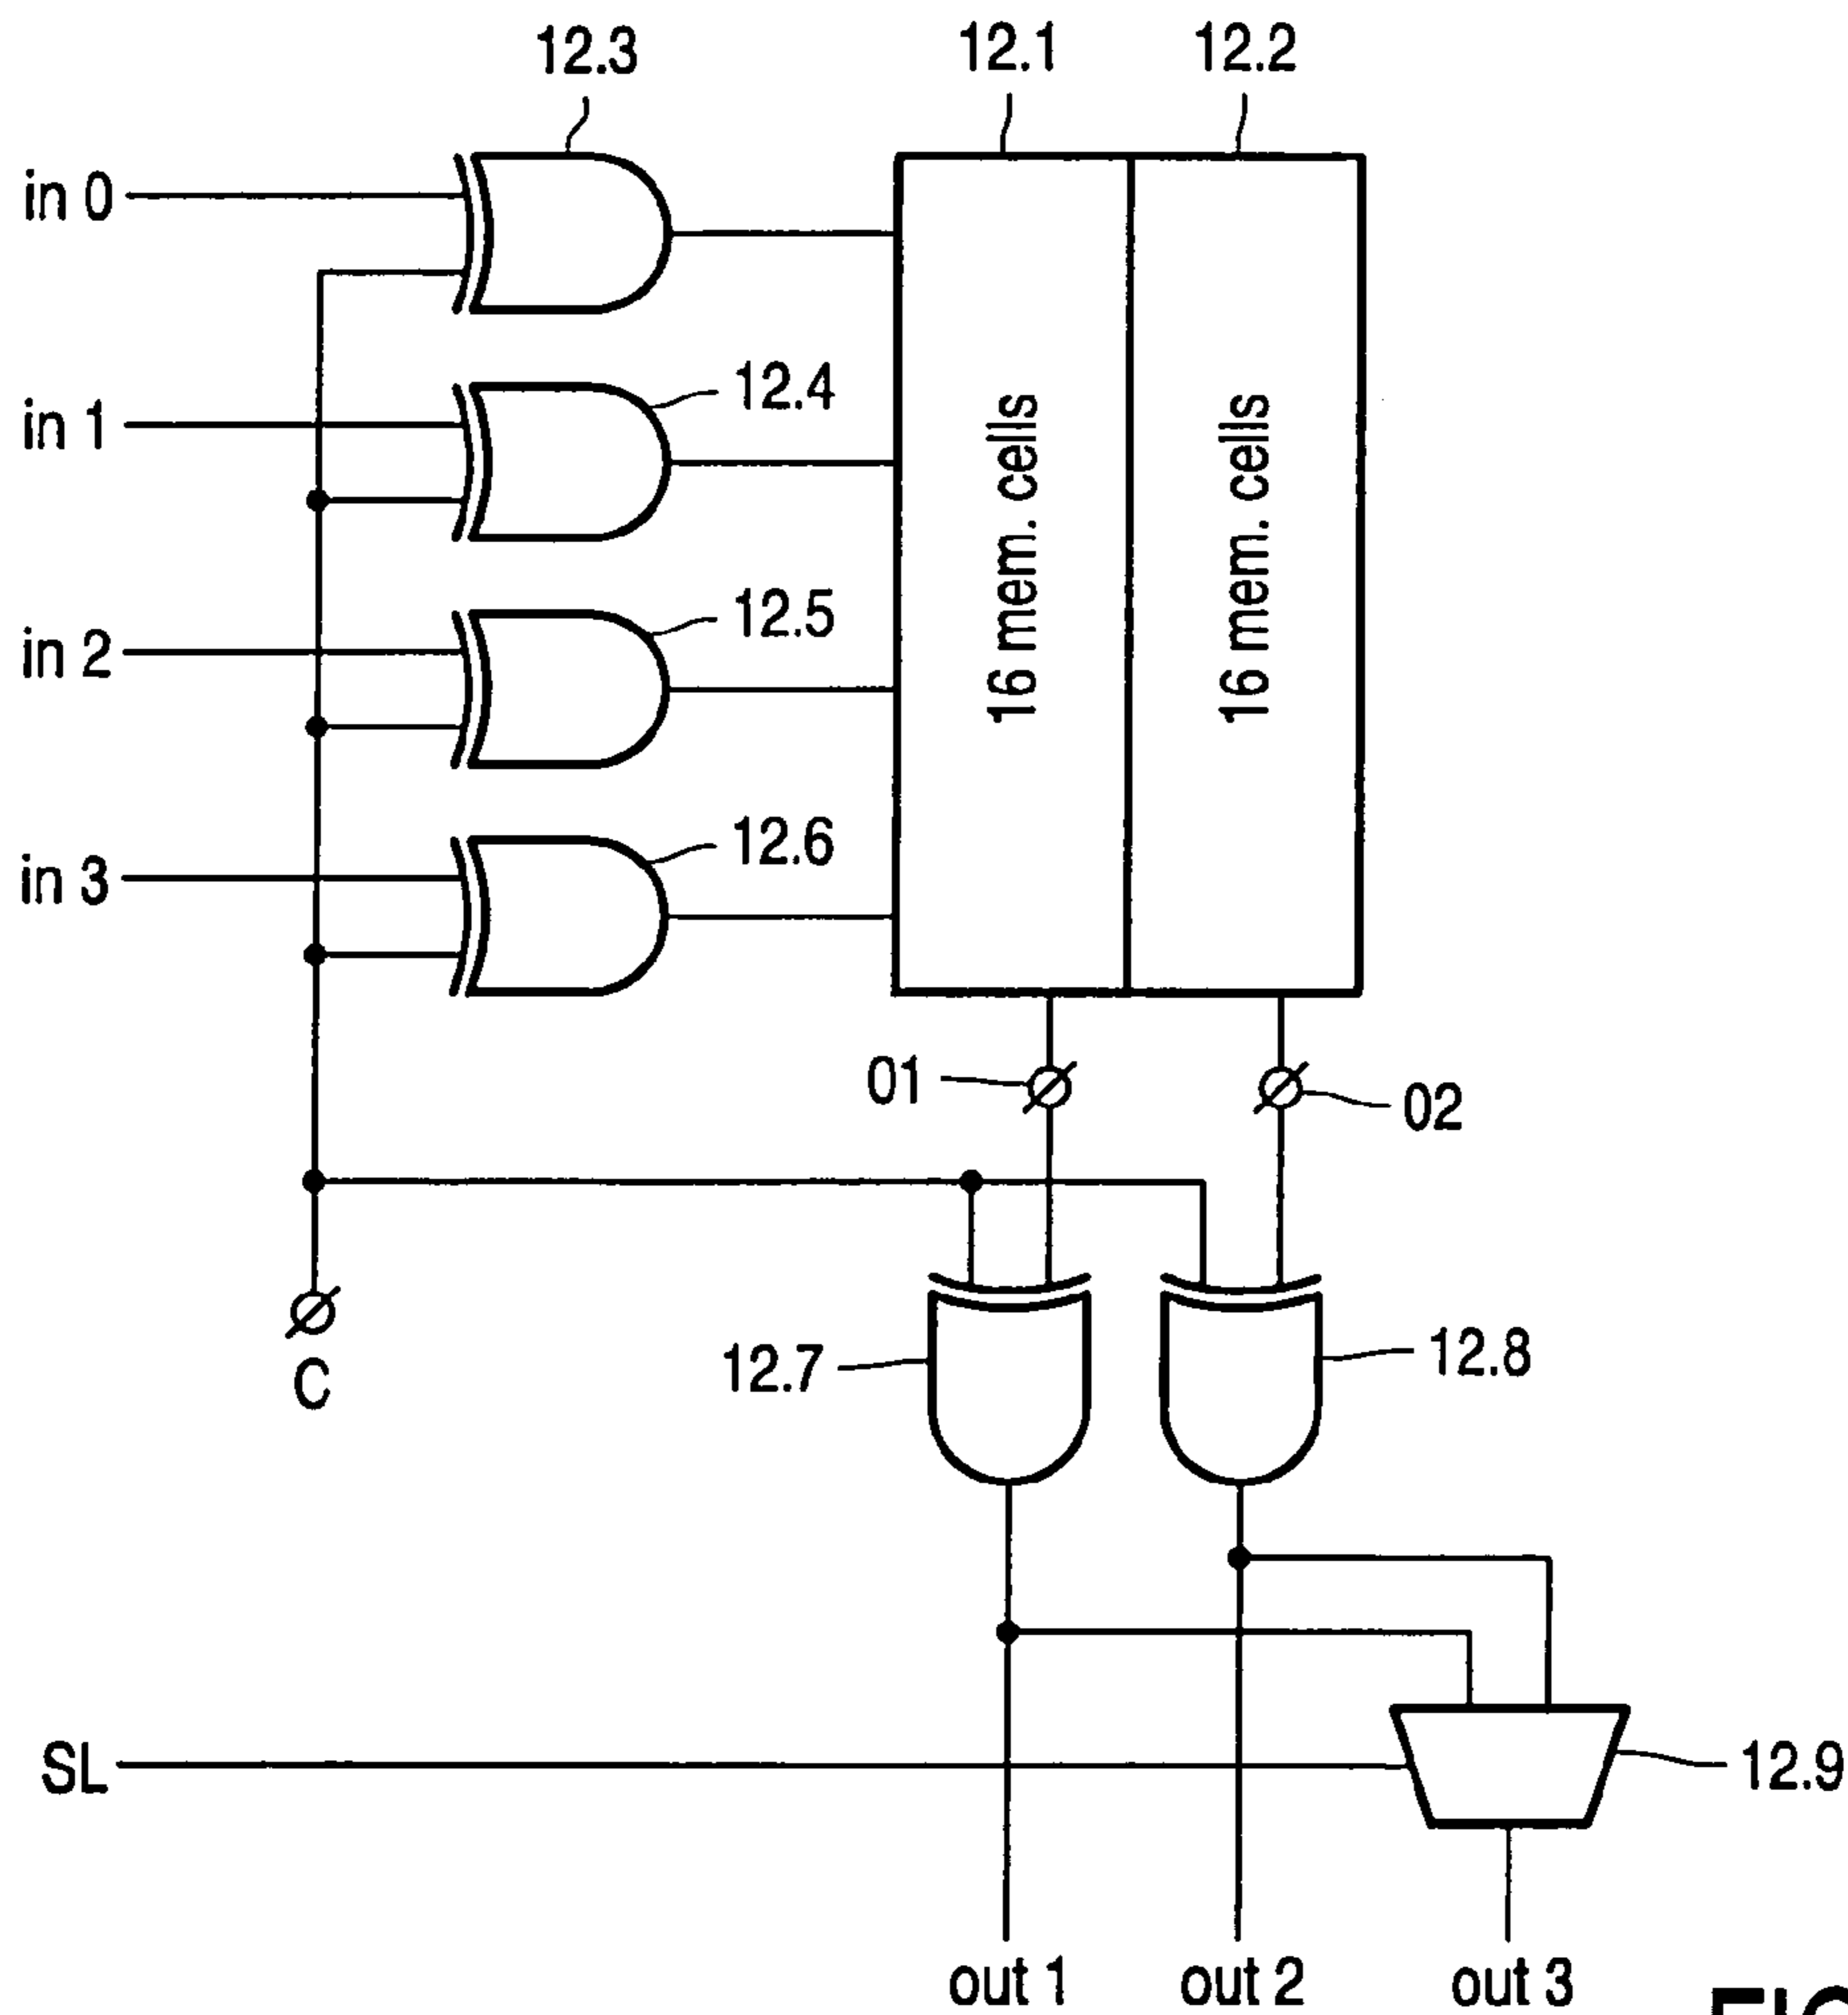 12.3
12.1
12.2
in 0
in 1
12.4
in 2
12.5
in 3
12.6
16 mem. cells
16 mem. cells
01
02
C
12.7
12.8
SL
12.9
out 1
out 2
out 3